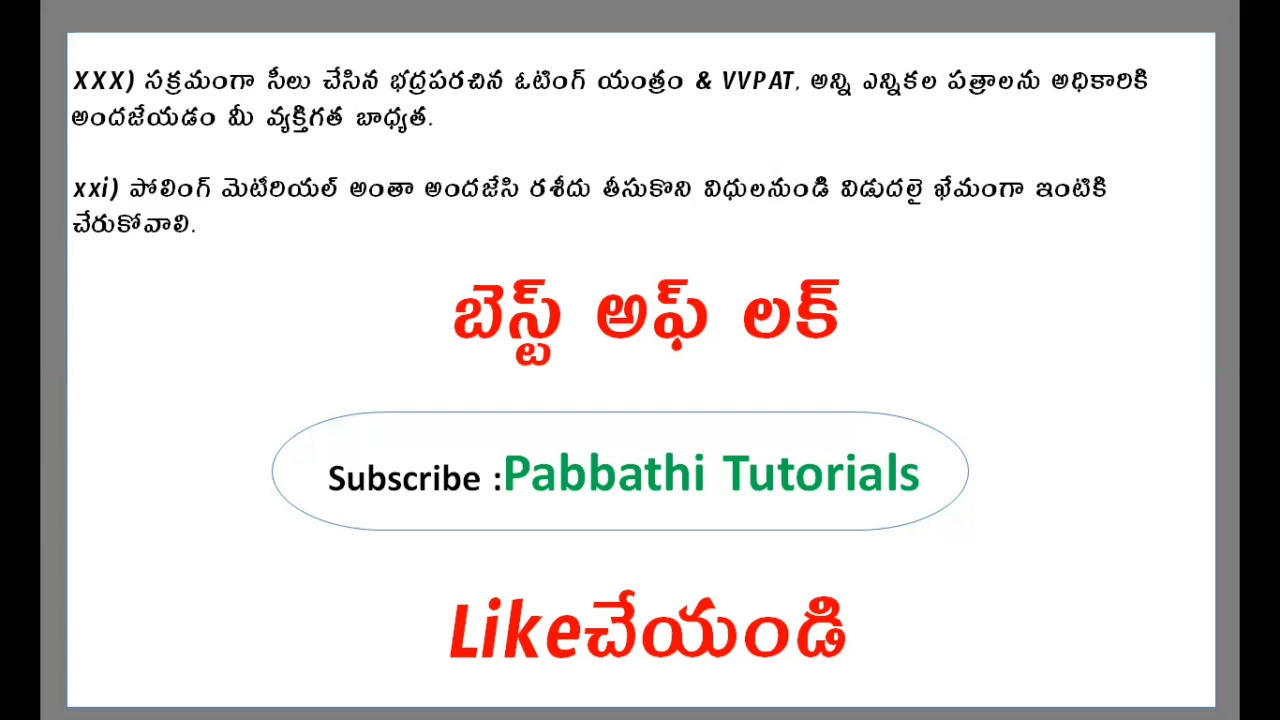 XXX) సక్రమంగా సీలు చేసిన భద్రపరచిన ఓటింగ్ యంత్రం & VVPAT, అన్ని ఎన్నికల పత్రాలను అధికారికి
అందజేయడం మీ వ్యక్తిగత బాధ్యత.
xxi) పోలింగ్ మెటీరియల్ అంతా అందజేసి రశీదు తీసుకొని విధులనుండి విడుదలై ఖేమంగా ఇంటికి
చేరుకోవాలి.
బెస్ట్ అఫ్ లక్
Subscribe :Pabbathi Tutorials
Likeచేయండి